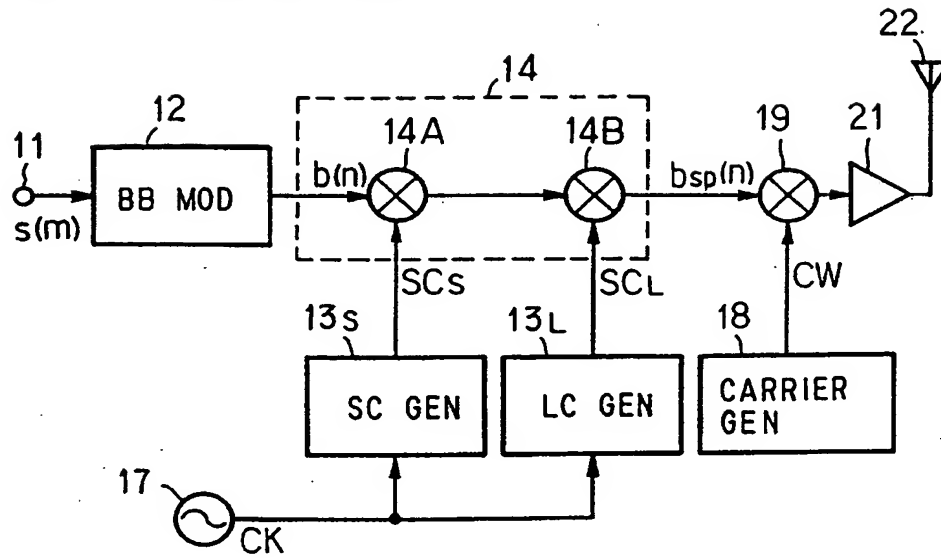 22
14
12
14A
14B
19
21
11
b(n)
bsp(n)
BB MOD
s(m)
SCS
SCL
CW
13S
13L
18
SC GEN
LC GEN
CARRIER
GEN
17
CK